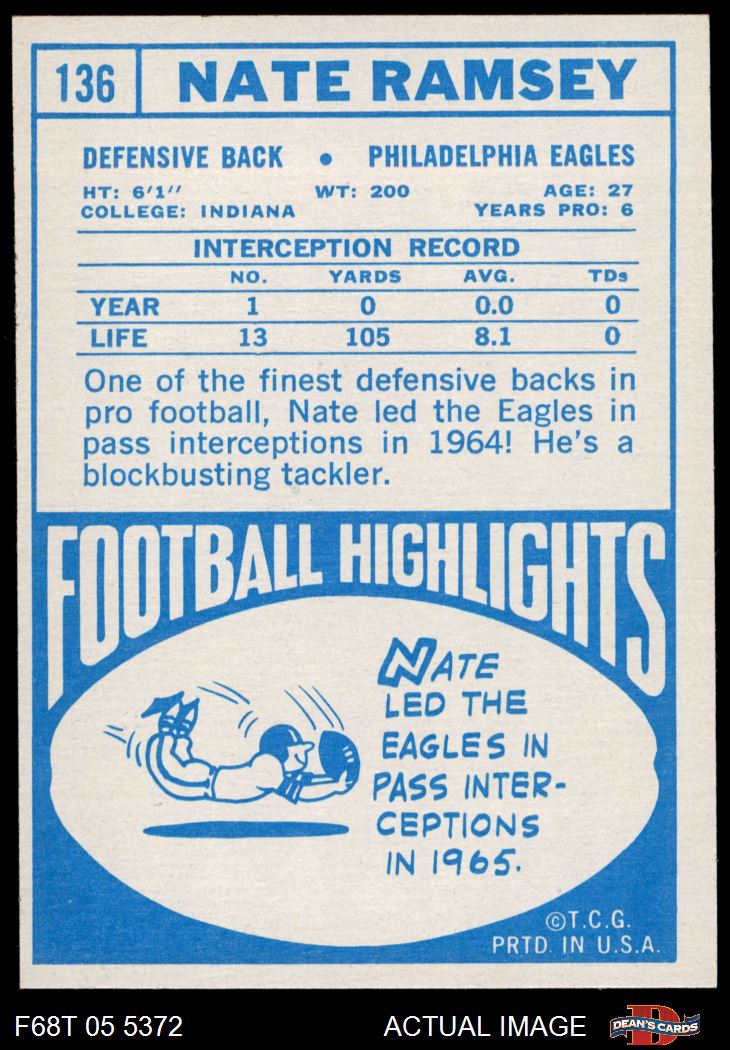 136 NATE RAMSEY
DEFENSIVE BACK • PHILADELPHIA EAGLES
HT: 6'1'' WT: 200 AGE: 27
COLLEGE: INDIANA YEARS PRO: 6
INTERCEPTION RECORD
NO. YARDS AVG. TDs
YEAR 1 0 0.0 0
LIFE 13 105 8.1 0
One of the finest defensive backs in
pro football, Nate led the Eagles in
pass interceptions in 1964! He's a
blockbusting tackler.
FOOTBALL HIGHLIGHTS
NATE
LED THE
EAGLES IN
PASS INTER-
CEPTIONS
IN 1965.
©T.C.G.
PRTD. IN U.S.A.
F68T 05 5372 ACTUAL IMAGE D DEAN'S CARDS